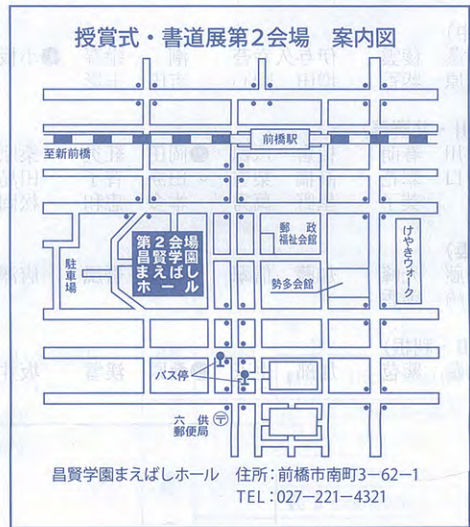 授賞式・書道展第2会場　案内図
前橋駅
至新前橋
第2会場
昌賢学園
まえばし
ホール
郵政
福祉会館
けやきウォーク
駐車場
勢多会館
バス停
六供
郵便局
昌賢学園まえばしホール　住所：前橋市南町3−62−1
TEL：027−221−4321